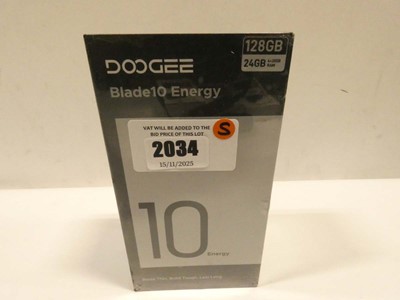 DOOGEE
128GB
24GB
Blade10 Energy
VAT WILL BE ADDED TO THE
BID PRICE OF THIS LOT
S
2034
15/11/2025
10
Energy